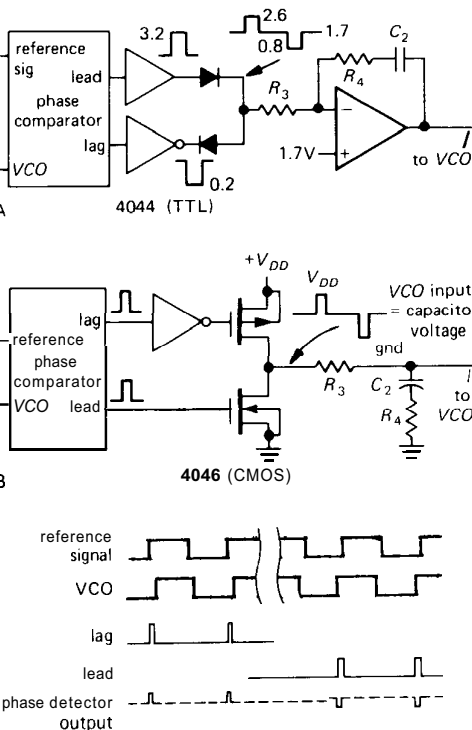 3.2
2.6
0.8
1.7
C2
reference
sig
lead
R3
R4
phase
comparator
−
1.7V
+
lag
to VCO
VCO
0.2
4044 (TTL)
A
+VDD
VDD
VCO input
= capacitor
voltage
gnd
lag
reference
phase
comparator
R3
C2
to
VCO
VCO
lead
R4
4046 (CMOS)
B
reference
signal
VCO
lag
lead
phase detector
output